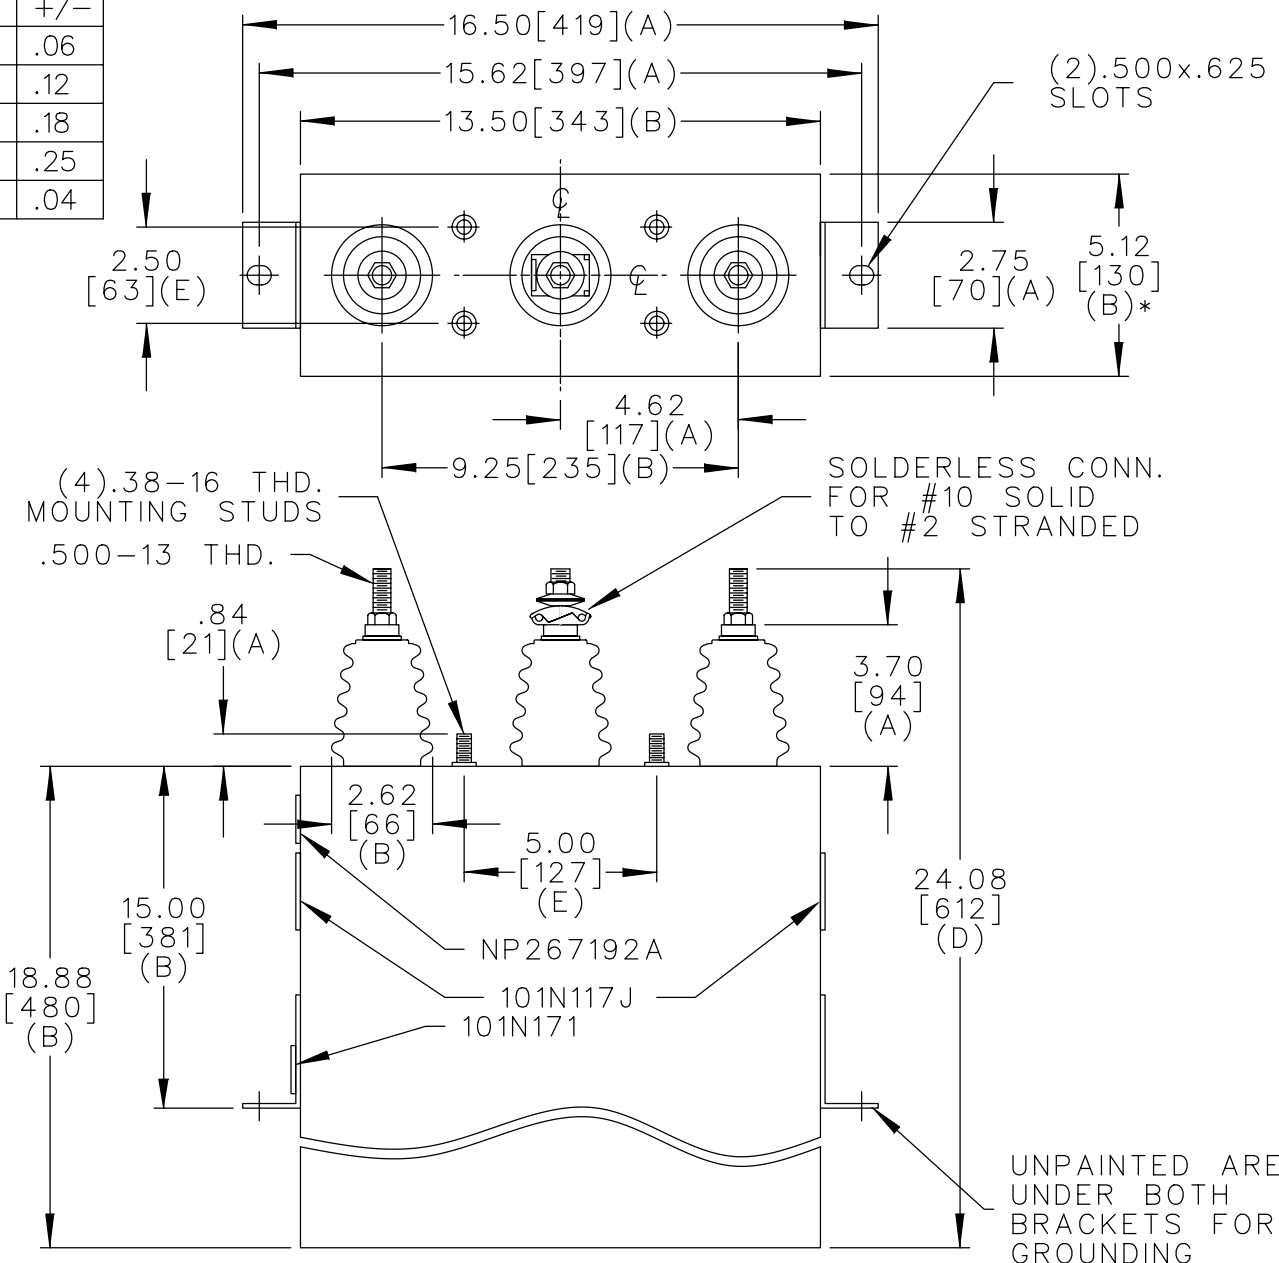 +/-
.06
.12
.18
.25
.04
16.50[419](A)
15.62[397](A)
13.50[343](B)
(2).500x.625
SLOTS
℄
℄
2.50
[63](E)
2.75
[70](A)
5.12
[130]
(B)*
4.62
[117](A)
9.25[235](B)
(4).38-16 THD.
MOUNTING STUDS
.500-13 THD.
SOLDERLESS CONN.
FOR #10 SOLID
TO #2 STRANDED
.84
[21](A)
3.70
[94]
(A)
2.62
[66]
(B)
5.00
[127]
(E)
24.08
[612]
(D)
15.00
[381]
(B)
18.88
[480]
(B)
NP267192A
101N117J
101N171
UNPAINTED ARE
UNDER BOTH
BRACKETS FOR
GROUNDING